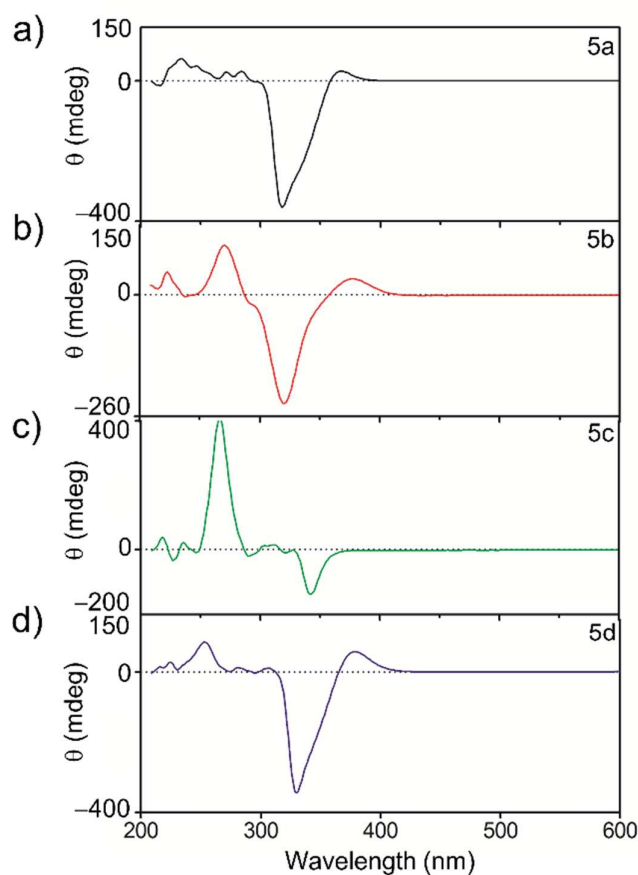 a)
150
0
−400
θ (mdeg)
5a
b)
150
0
−260
θ (mdeg)
5b
c)
400
0
−200
θ (mdeg)
5c
d)
150
0
−400
θ (mdeg)
5d
200 300 400 500 600
Wavelength (nm)